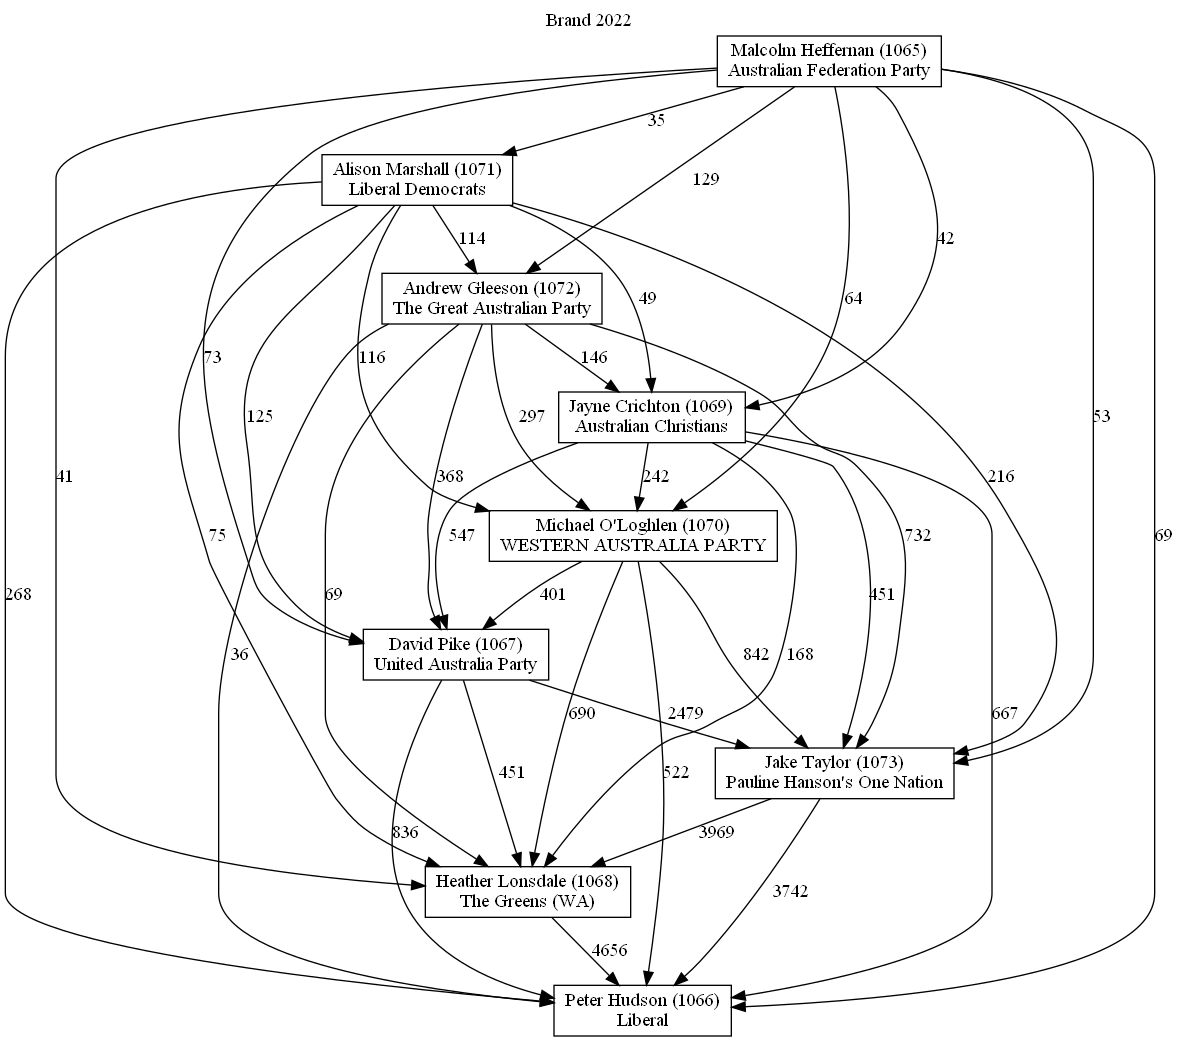 Brand 2022
Malcolm Heffernan (1065)
Australian Federation Party
35
Alison Marshall (1071)
Liberal Democrats
129
114
42
Andrew Gleeson (1072)
The Great Australian Party
49
64
73
116
146
Jayne Crichton (1069)
Australian Christians
125
297
53
41
368
242
216
Michael O'Loghlen (1070)
WESTERN AUSTRALIA PARTY
75
547
732
69
268
69
401
451
David Pike (1067)
United Australia Party
36
842
168
690
2479
667
Jake Taylor (1073)
Pauline Hanson's One Nation
451
522
836
3969
Heather Lonsdale (1068)
The Greens (WA)
3742
4656
Peter Hudson (1066)
Liberal